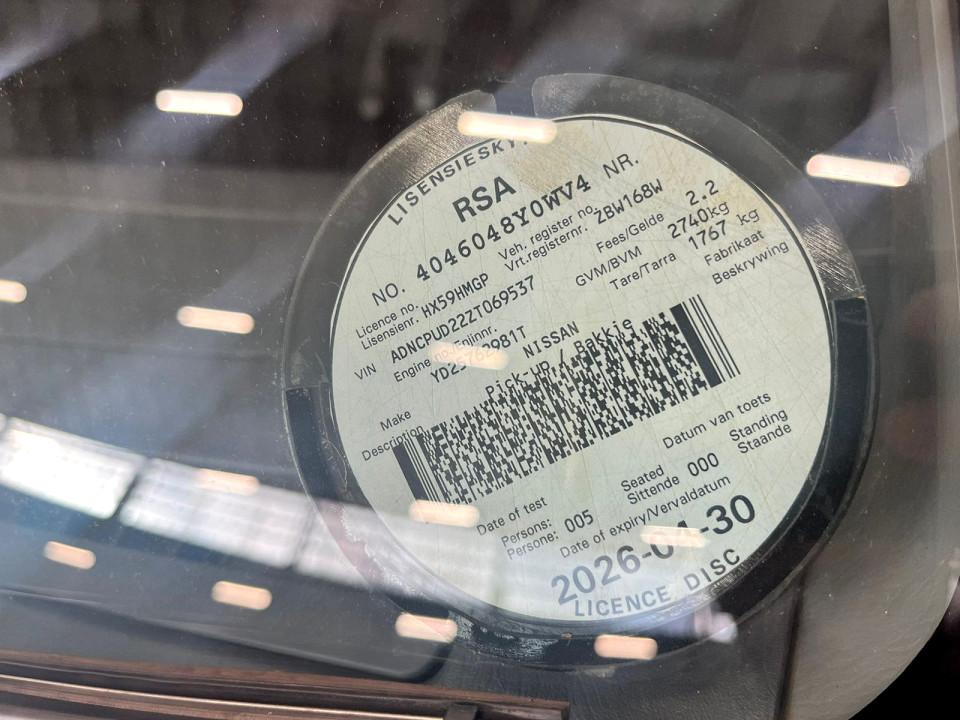 LISENSIESKY
RSA
NO. 4046048Y0WV4 NR.
Licence no. Veh. register no.
Lisensienr. HX59HMGP Vrt.registernr. ZBW168W
VIN ADNCPUD22ZT069537 Fees/Gelde 2.2
GVM/BVM 2740kg
Engine no./Enjinnr. Tare/Tarra 1767 kg
Make NISSAN Fabrikaat
Description Pick-up / Bakkie Beskrywing
Date of test Datum van toets
Persons: 005 Seated 000 Standing
Persone: Sittende Staande
Date of expiry/Vervaldatum
LICENCE DISC